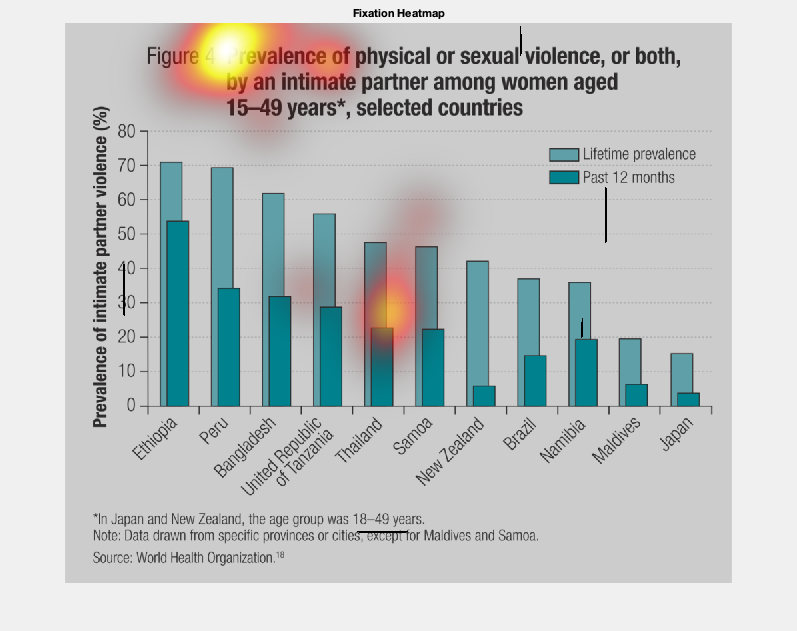 Fixation Heatmap
Figure 4 Prevalence of physical or sexual violence, or both,
by an intimate partner among women aged
15–49 years*, selected countries
Prevalence of intimate partner violence (%)
80
70
60
50
40
30
20
10
0
Lifetime prevalence
Past 12 months
Ethiopia
Peru
Bangladesh
United Republic
of Tanzania
Thailand
Samoa
New Zealand
Brazil
Namibia
Maldives
Japan
*In Japan and New Zealand, the age group was 18–49 years.
Note: Data drawn from specific provinces or cities, except for Maldives and Samoa.
Source: World Health Organization.¹⁸